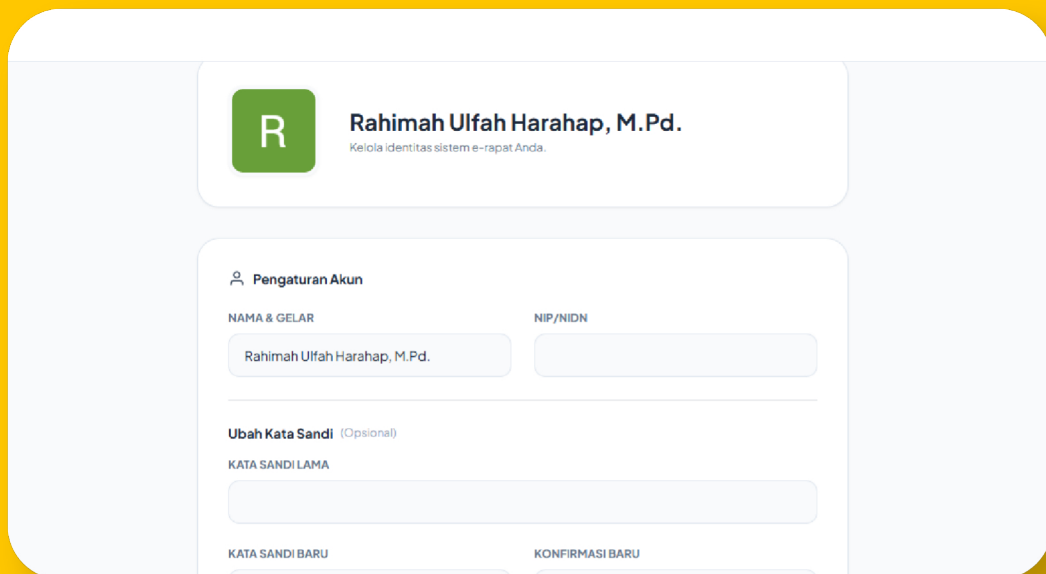 R
Rahimah Ulfah Harahap, M.Pd.
Kelola identitas sistem e-rapat Anda.
Pengaturan Akun
NAMA & GELAR
NIP/NIDN
Rahimah Ulfah Harahap, M.Pd.
Ubah Kata Sandi (Opsional)
KATA SANDI LAMA
KATA SANDI BARU
KONFIRMASI BARU